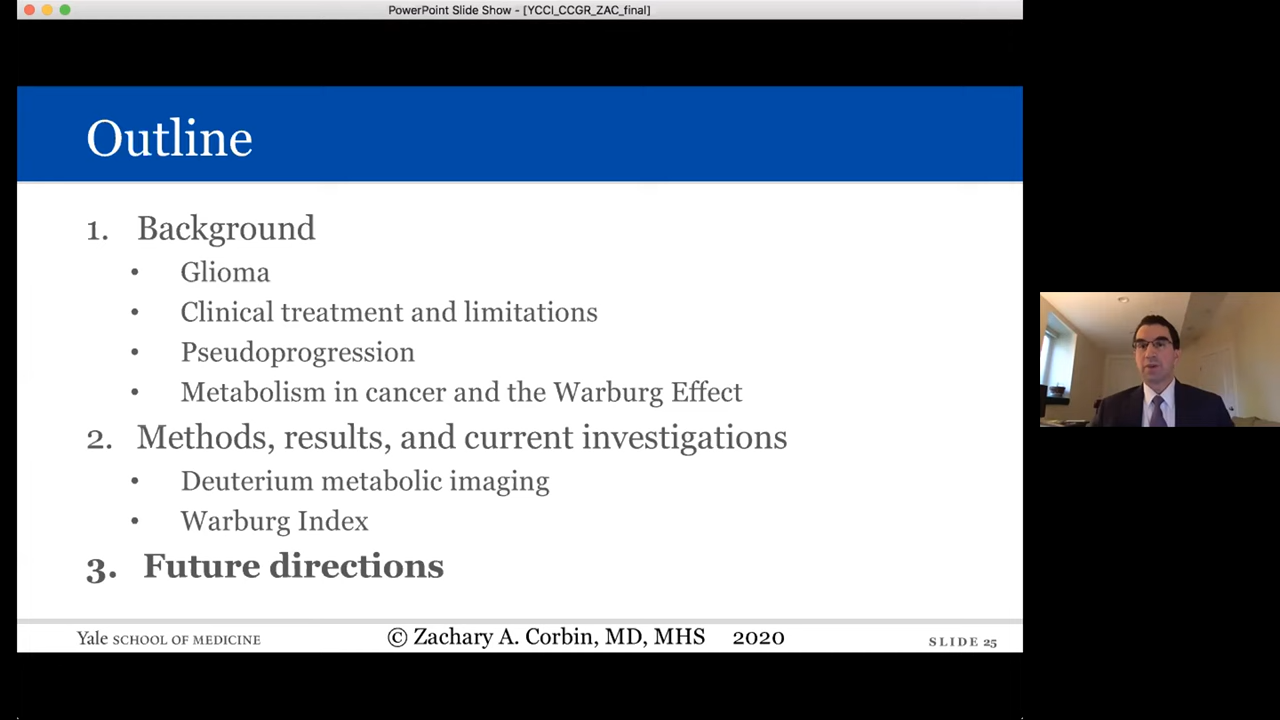 PowerPoint Slide Show - [YCCI_CCGR_ZAC_final]
Outline
1. Background
• Glioma
• Clinical treatment and limitations
• Pseudoprogression
• Metabolism in cancer and the Warburg Effect
2. Methods, results, and current investigations
• Deuterium metabolic imaging
• Warburg Index
3. Future directions
Yale SCHOOL OF MEDICINE © Zachary A. Corbin, MD, MHS 2020 SLIDE 25